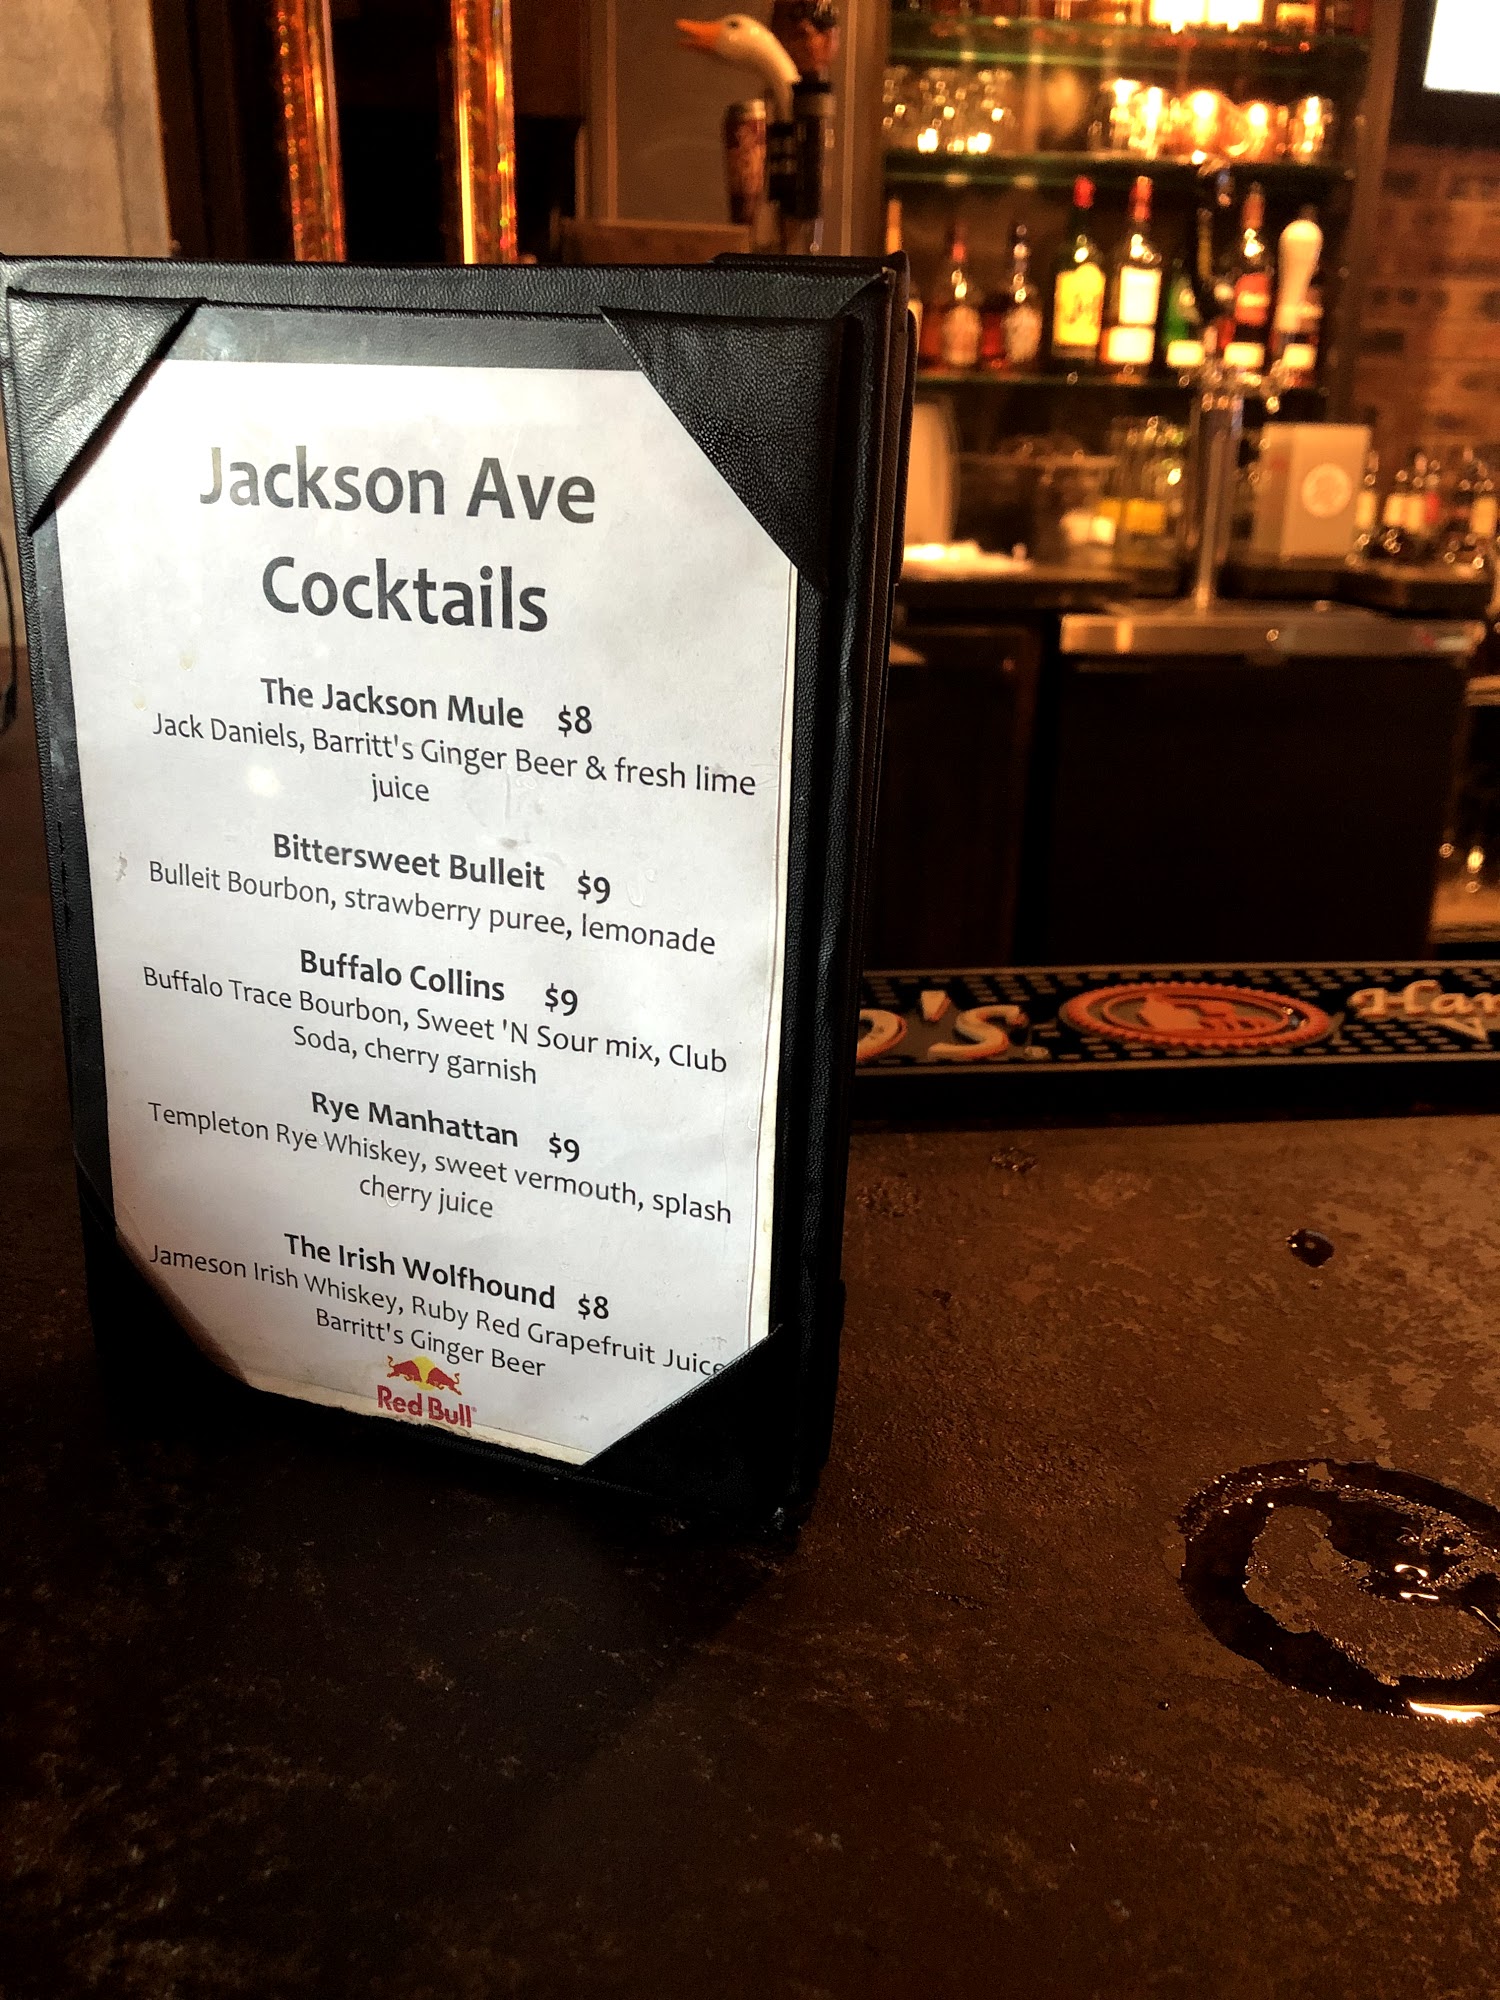 Jackson Ave
Cocktails
The Jackson Mule $8
Jack Daniels, Barritt's Ginger Beer & fresh lime
juice
Bittersweet Bulleit $9
Bulleit Bourbon, strawberry puree, lemonade
Buffalo Collins $9
Buffalo Trace Bourbon, Sweet 'N Sour mix, Club
Soda, cherry garnish
Rye Manhattan $9
Templeton Rye Whiskey, sweet vermouth, splash
cherry juice
The Irish Wolfhound $8
Jameson Irish Whiskey, Ruby Red Grapefruit Juice
Barritt's Ginger Beer
Red Bull